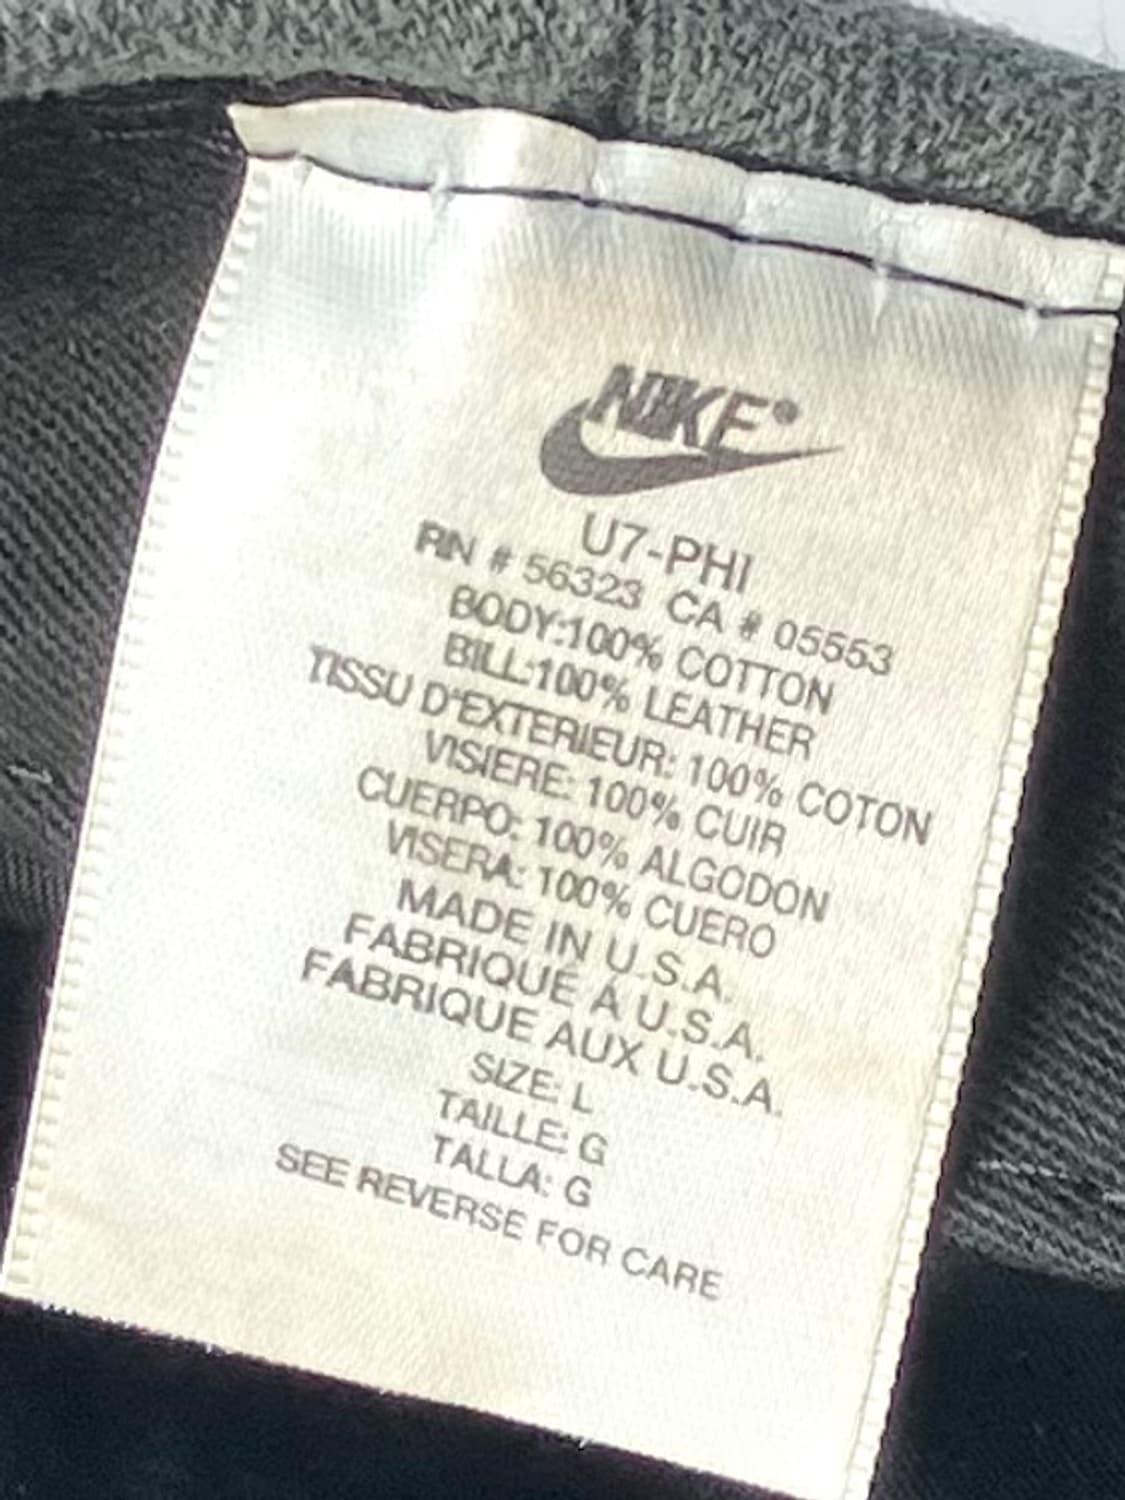 NIKE
U7-PHI
RN # 56323 CA # 05553
BODY:100% COTTON
BILL:100% LEATHER
TISSU D'EXTERIEUR: 100% COTON
VISIERE: 100% CUIR
CUERPO: 100% ALGODON
VISERA: 100% CUERO
MADE IN U.S.A.
FABRIQUE A U.S.A.
FABRIQUE AUX U.S.A.
SIZE: L
TAILLE: G
TALLA: G
SEE REVERSE FOR CARE